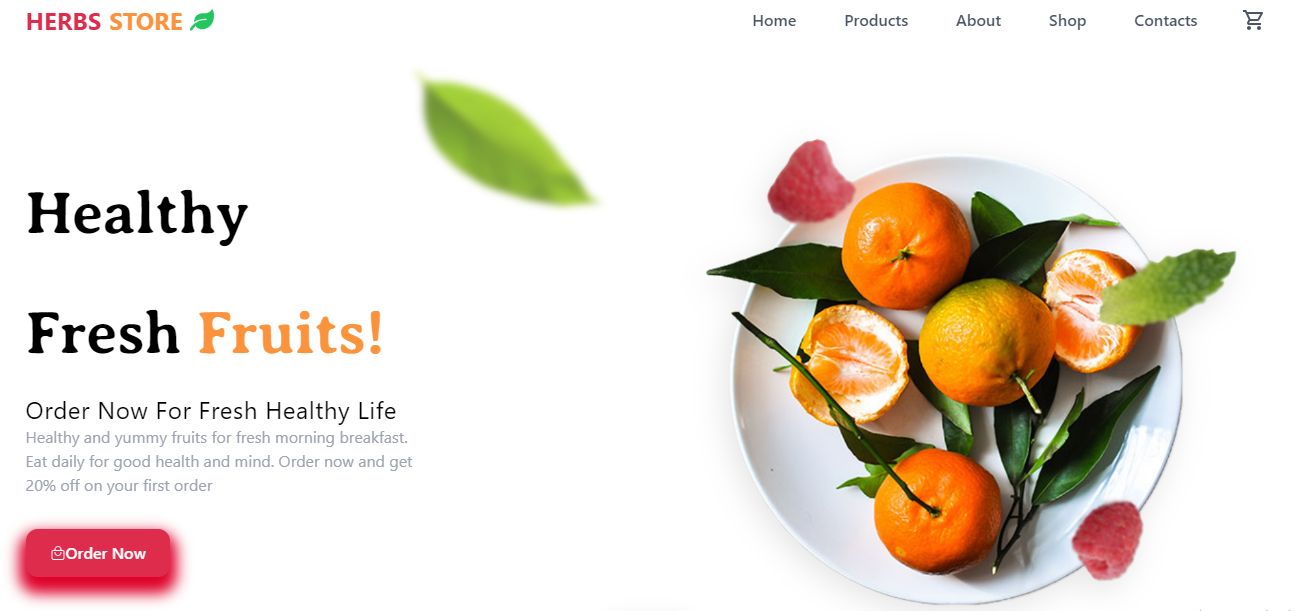 HERBS STORE
Home Products About Shop Contacts
Healthy
Fresh Fruits!
Order Now For Fresh Healthy Life
Healthy and yummy fruits for fresh morning breakfast.
Eat daily for good health and mind. Order now and get
20% off on your first order
Order Now